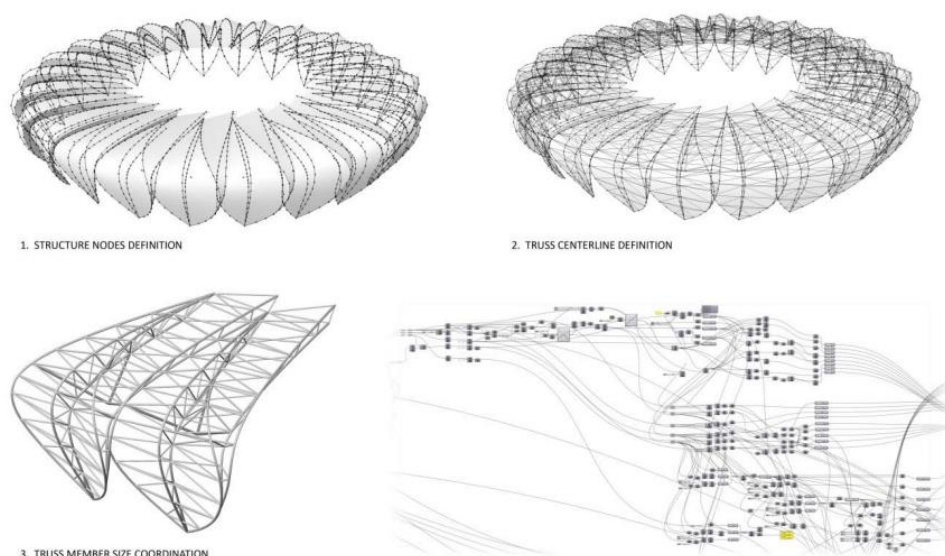 1. STRUCTURE NODES DEFINITION
2. TRUSS CENTERLINE DEFINITION
3. TRUSS MEMBER SIZE COORDINATION